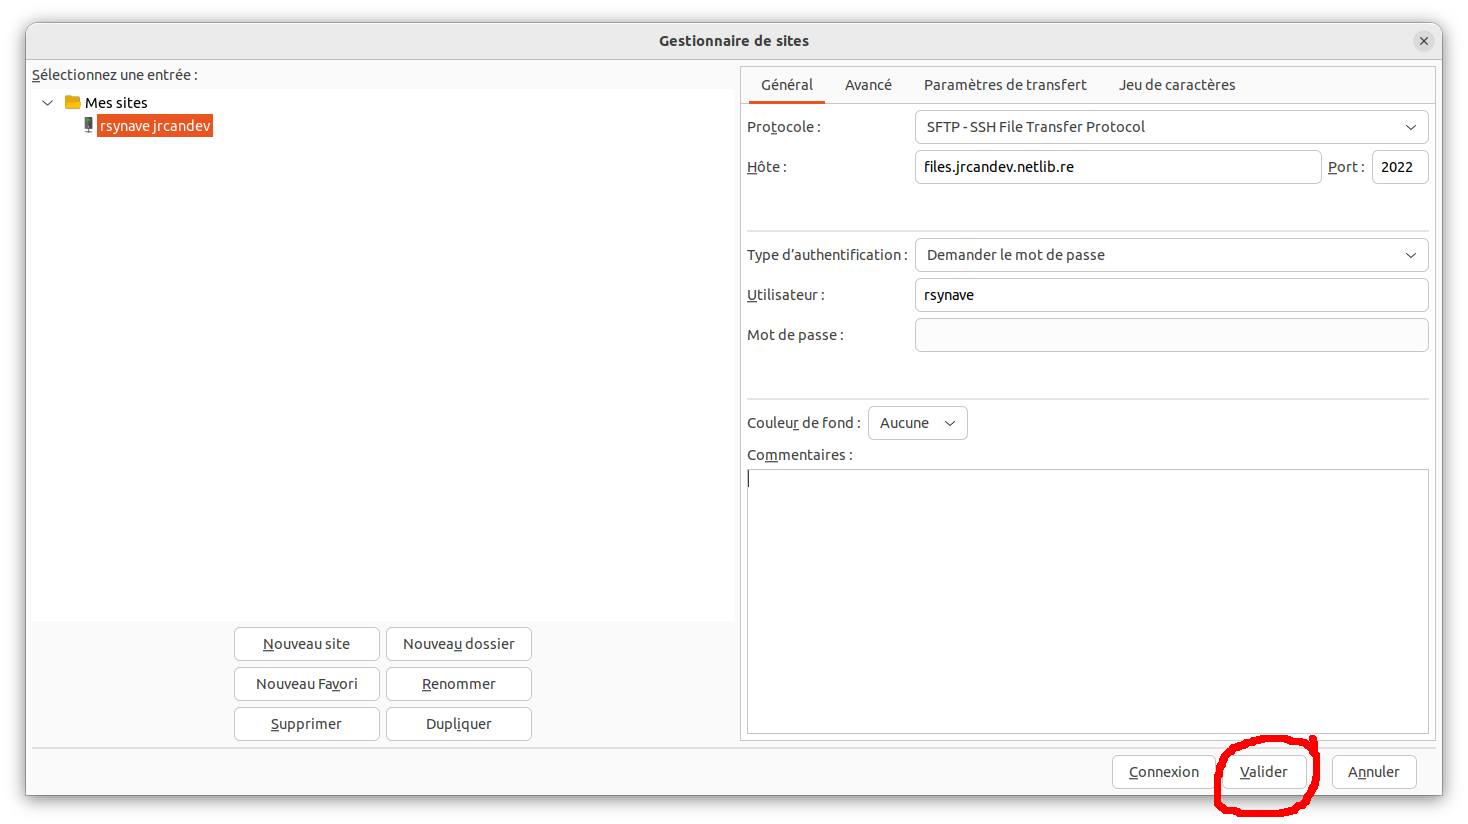 Gestionnaire de sites
Sélectionnez une entrée :
Mes sites
rsynave jrcandev
Nouveau site
Nouveau dossier
Nouveau Favori
Renommer
Supprimer
Dupliquer
Général
Avancé
Paramètres de transfert
Jeu de caractères
Protocole :
SFTP - SSH File Transfer Protocol
Hôte :
files.jrcandev.netlib.re
Port :
2022
Type d’authentification :
Demander le mot de passe
Utilisateur :
rsynave
Mot de passe :
Couleur de fond :
Aucune
Commentaires :
Connexion
Valider
Annuler